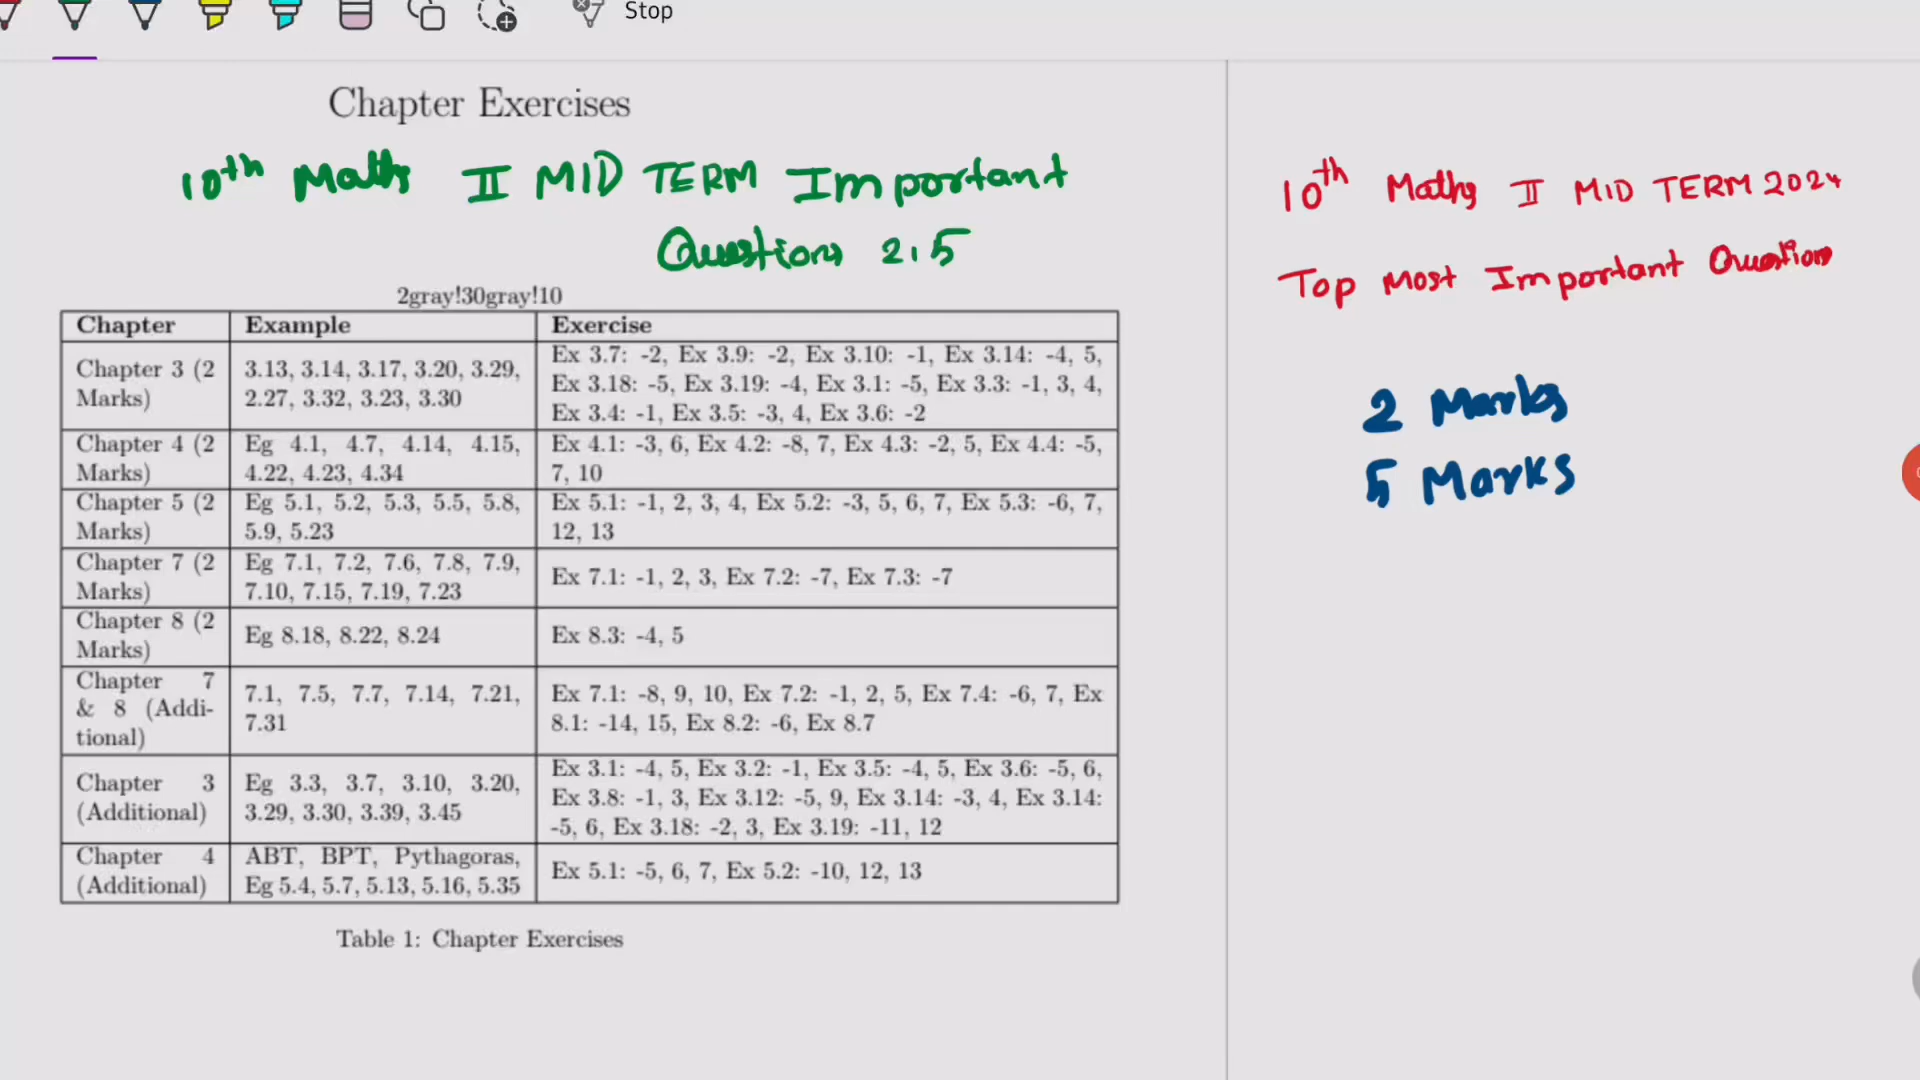 Stop
Chapter Exercises
10th Maths II MID TERM Important
Questions 2,5
2gray!30gray!10
Chapter Example Exercise
Chapter 3 (2 Marks) 3.13, 3.14, 3.17, 3.20, 3.29, 2.27, 3.32, 3.23, 3.30 Ex 3.7: -2, Ex 3.9: -2, Ex 3.10: -1, Ex 3.14: -4, 5, Ex 3.18: -5, Ex 3.19: -4, Ex 3.1: -5, Ex 3.3: -1, 3, 4, Ex 3.4: -1, Ex 3.5: -3, 4, Ex 3.6: -2
Chapter 4 (2 Marks) Eg 4.1, 4.7, 4.14, 4.15, 4.22, 4.23, 4.34 Ex 4.1: -3, 6, Ex 4.2: -8, 7, Ex 4.3: -2, 5, Ex 4.4: -5, 7, 10
Chapter 5 (2 Marks) Eg 5.1, 5.2, 5.3, 5.5, 5.8, 5.9, 5.23 Ex 5.1: -1, 2, 3, 4, Ex 5.2: -3, 5, 6, 7, Ex 5.3: -6, 7, 12, 13
Chapter 7 (2 Marks) Eg 7.1, 7.2, 7.6, 7.8, 7.9, 7.10, 7.15, 7.19, 7.23 Ex 7.1: -1, 2, 3, Ex 7.2: -7, Ex 7.3: -7
Chapter 8 (2 Marks) Eg 8.18, 8.22, 8.24 Ex 8.3: -4, 5
Chapter 7 & 8 (Addi-tional) 7.1, 7.5, 7.7, 7.14, 7.21, 7.31 Ex 7.1: -8, 9, 10, Ex 7.2: -1, 2, 5, Ex 7.4: -6, 7, Ex 8.1: -14, 15, Ex 8.2: -6, Ex 8.7
Chapter 3 (Additional) Eg 3.3, 3.7, 3.10, 3.20, 3.29, 3.30, 3.39, 3.45 Ex 3.1: -4, 5, Ex 3.2: -1, Ex 3.5: -4, 5, Ex 3.6: -5, 6, Ex 3.8: -1, 3, Ex 3.12: -5, 9, Ex 3.14: -3, 4, Ex 3.14: -5, 6, Ex 3.18: -2, 3, Ex 3.19: -11, 12
Chapter 4 (Additional) ABT, BPT, Pythagoras, Eg 5.4, 5.7, 5.13, 5.16, 5.35 Ex 5.1: -5, 6, 7, Ex 5.2: -10, 12, 13
Table 1: Chapter Exercises
10th Maths II MID TERM 2024
Top Most Important Question
2 Marks
5 Marks